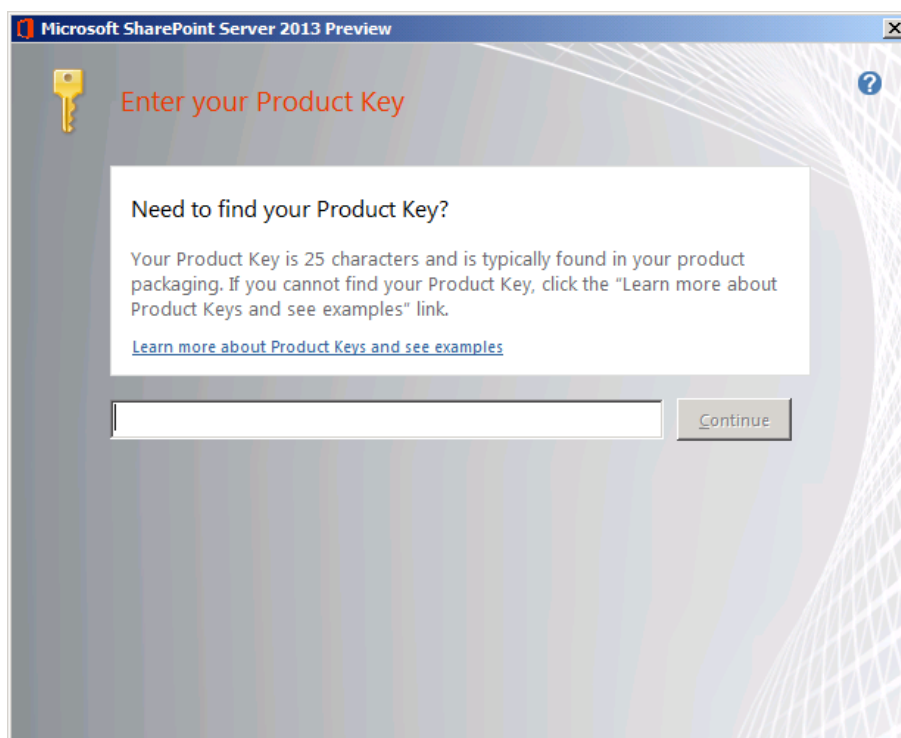 Microsoft SharePoint Server 2013 Preview
Enter your Product Key
Need to find your Product Key?
Your Product Key is 25 characters and is typically found in your product
packaging. If you cannot find your Product Key, click the "Learn more about
Product Keys and see examples" link.
Learn more about Product Keys and see examples
Continue